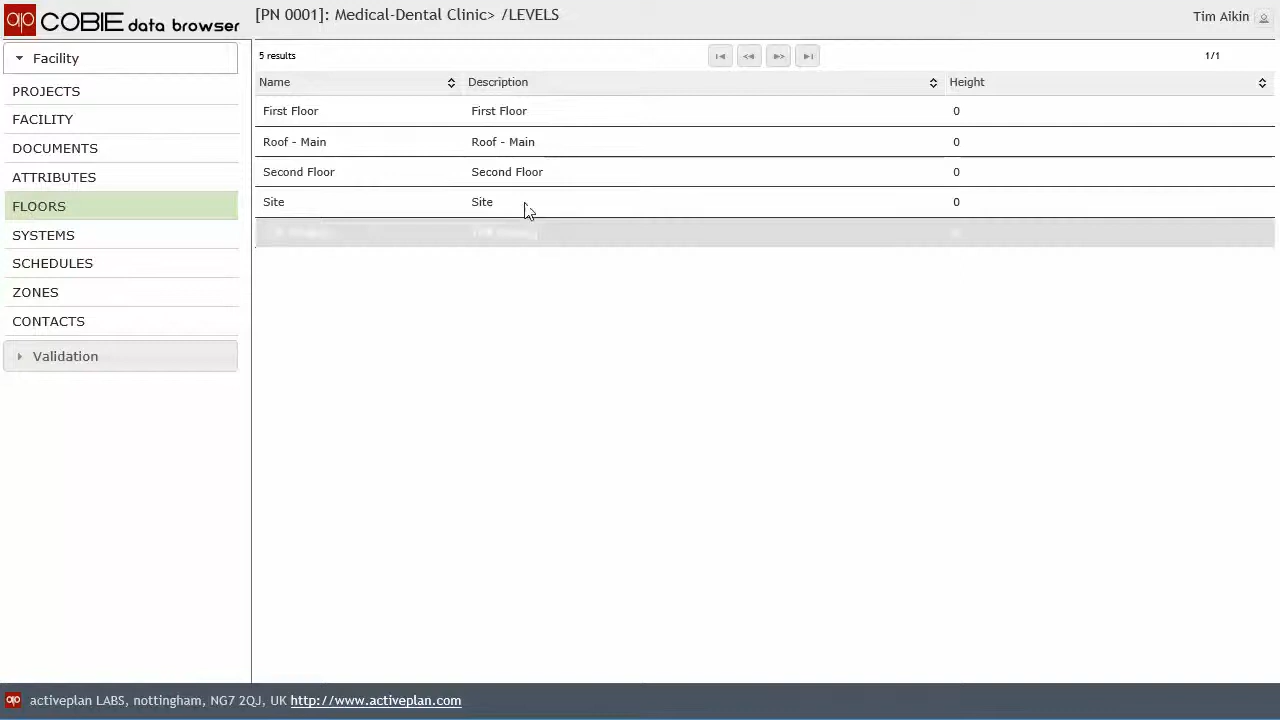 COBIE data browser
[PN 0001]: Medical-Dental Clinic> /LEVELS
Tim Aikin
Facility
PROJECTS
FACILITY
DOCUMENTS
ATTRIBUTES
FLOORS
SYSTEMS
SCHEDULES
ZONES
CONTACTS
Validation
5 results
1/1
Name Description Height
First Floor First Floor 0
Roof - Main Roof - Main 0
Second Floor Second Floor 0
Site Site 0
activeplan LABS, nottingham, NG7 2QJ, UK http://www.activeplan.com